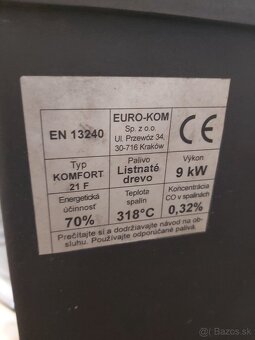 EN 13240
EURO-KOM
Sp. z o.o.
Ul. Przewóz 34,
30-716 Kraków
CE
Typ
KOMFORT
21 F
Palivo
Listnaté
drevo
Výkon
9 kW
Energetická
účinnosť
70%
Teplota
spalín
318°C
Koncentrácia
CO v spalinách
0,32%
Prečítajte si a dodržiavajte návod na ob-
sluhu. Používajte odporúčané palivá.
bazos.sk